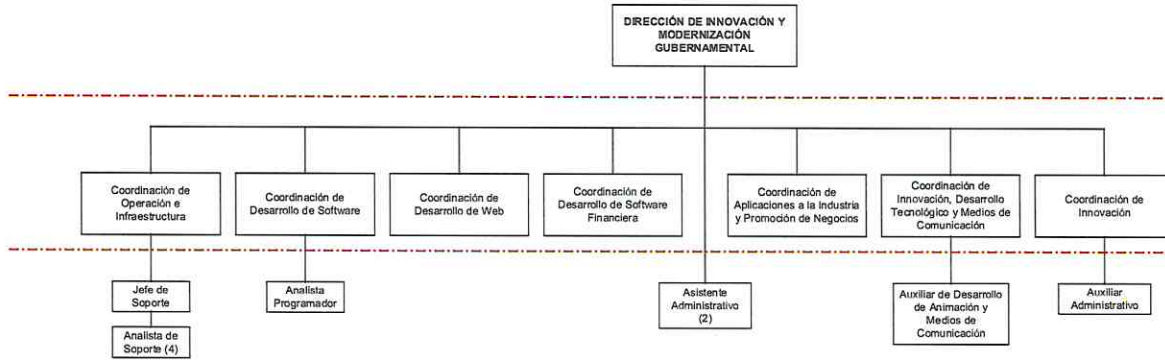 DIRECCIÓN DE INNOVACIÓN Y
MODERNIZACIÓN
GUBERNAMENTAL
Coordinación de
Operación e
Infraestructura
Coordinación de
Desarrollo de Software
Coordinación de
Desarrollo de Web
Coordinación de
Desarrollo de Software
Financiera
Coordinación de
Aplicaciones a la Industria
y Promoción de Negocios
Coordinación de
Innovación, Desarrollo
Tecnológico y Medios de
Comunicación
Coordinación de
Innovación
Jefe de
Soporte
Analista de
Soporte (4)
Analista
Programador
Asistente
Administrativo
(2)
Auxiliar de Desarrollo
de Animación y
Medios de
Comunicación
Auxiliar
Administrativo